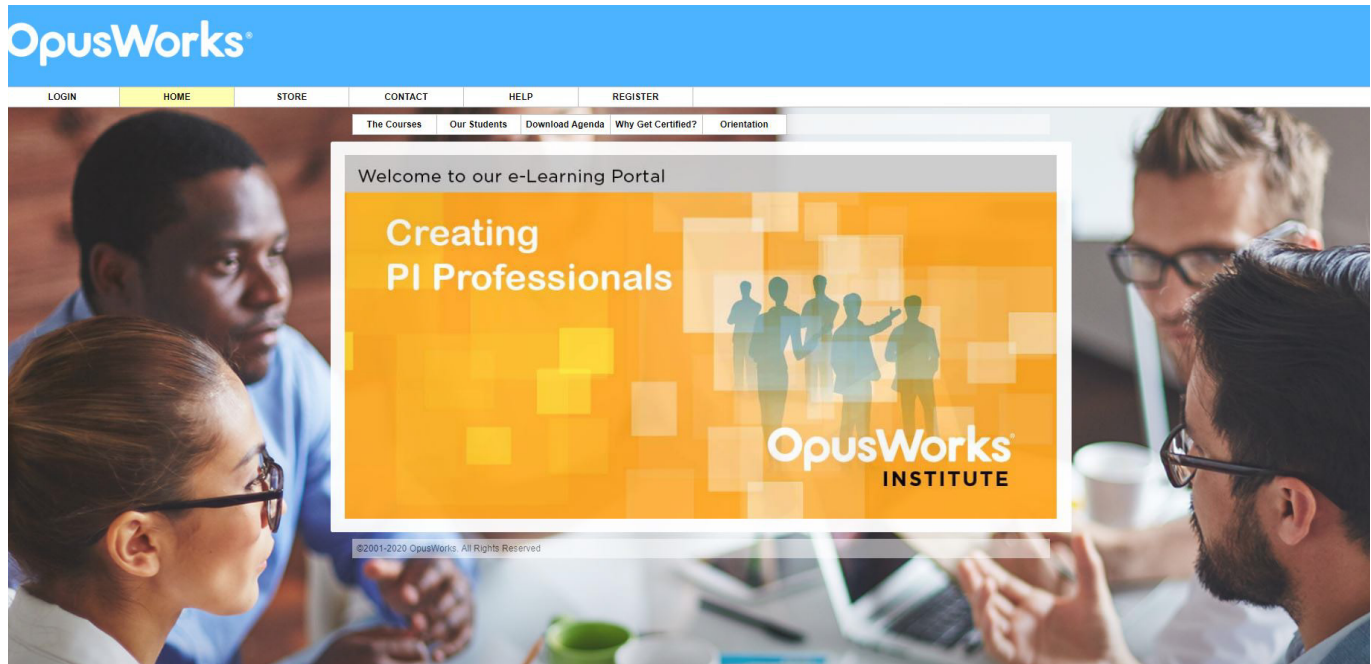 OpusWorks®
LOGIN HOME STORE CONTACT HELP REGISTER
The Courses Our Students Download Agenda Why Get Certified? Orientation
Welcome to our e-Learning Portal
Creating
PI Professionals
OpusWorks®
INSTITUTE
©2001-2020 OpusWorks. All Rights Reserved